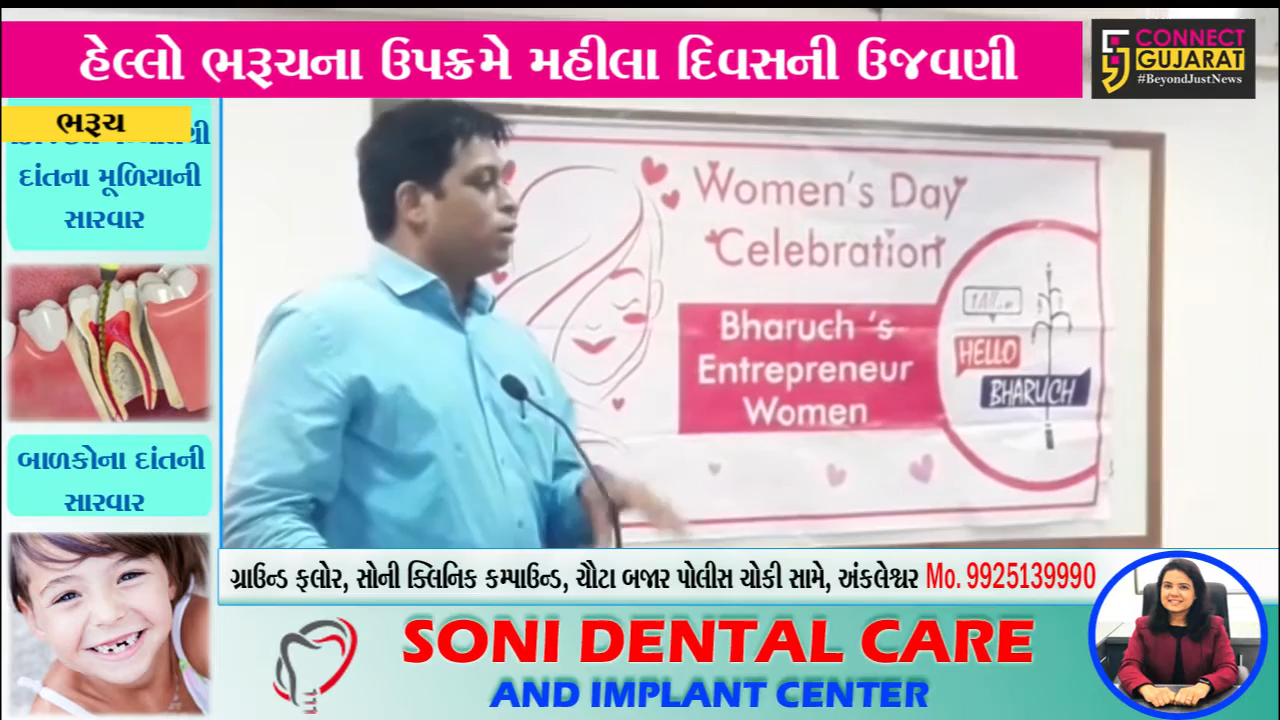 હેલ્લો ભરૂચના ઉપક્રમે મહીલા દિવસની ઉજવણી
CONNECT
GUJARAT
#BeyondJustNews
ભરૂચ
દાંતના મૂળિયાની
સારવાર
બાળકોના દાંતની
સારવાર
Women's Day
Celebration
Bharuch 's
Entrepreneur
Women
HELLO
BHARUCH
ગ્રાઉન્ડ ફલોર, સોની ક્લિનિક કમ્પાઉન્ડ, ચૌટા બજાર પોલીસ ચોકી સામે, અંકલેશ્વર Mo. 9925139990
SONI DENTAL CARE
AND IMPLANT CENTER